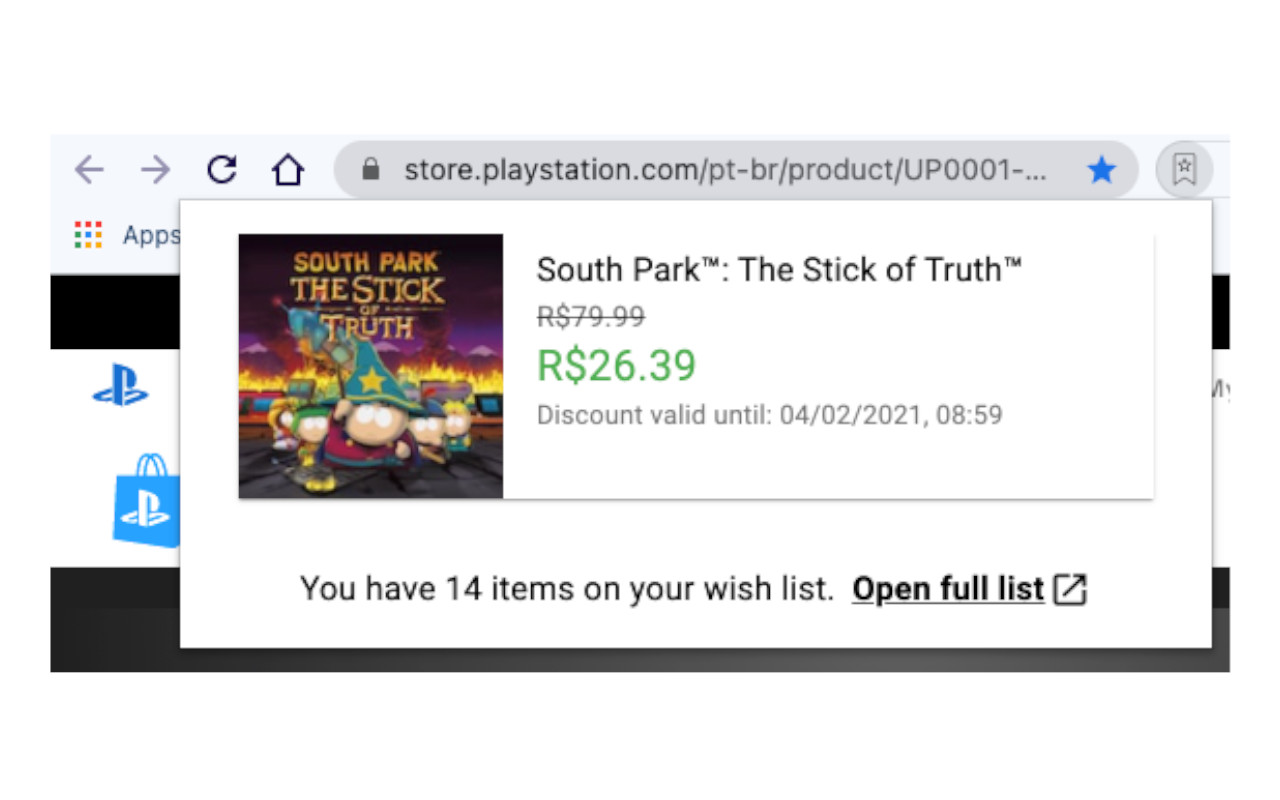 store.playstation.com/pt-br/product/UP0001-...
Apps
SOUTH PARK
THE STICK
OF
TRUTH
South Park™: The Stick of Truth™
R$79.99
R$26.39
Discount valid until: 04/02/2021, 08:59
My
You have 14 items on your wish list. Open full list